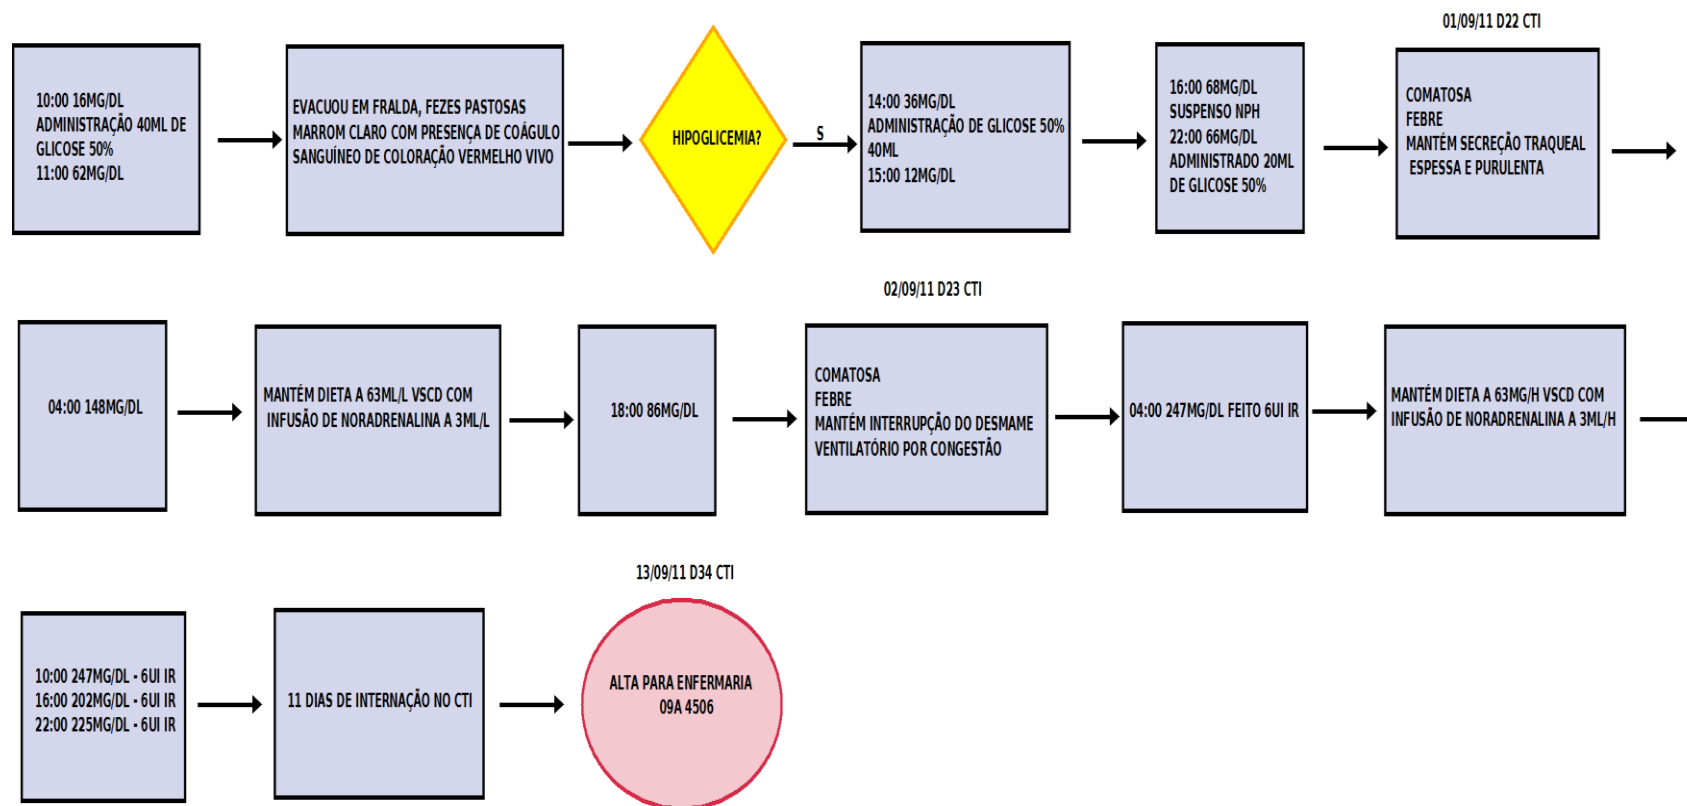 01/09/11 D22 CTI
10:00 16MG/DL
ADMINISTRAÇÃO 40ML DE
GLICOSE 50%
11:00 62MG/DL
EVACUOU EM FRALDA, FEZES PASTOSAS
MARROM CLARO COM PRESENÇA DE COÁGULO
SANGUÍNEO DE COLORAÇÃO VERMELHO VIVO
HIPOGLICEMIA?
S
14:00 36MG/DL
ADMINISTRAÇÃO DE GLICOSE 50%
40ML
15:00 12MG/DL
16:00 68MG/DL
SUSPENSO NPH
22:00 66MG/DL
ADMINISTRADO 20ML
DE GLICOSE 50%
COMATOSA
FEBRE
MANTÉM SECREÇÃO TRAQUEAL
ESPESSA E PURULENTA
02/09/11 D23 CTI
04:00 148MG/DL
MANTÉM DIETA A 63ML/L VSCD COM
INFUSÃO DE NORADRENALINA A 3ML/L
18:00 86MG/DL
COMATOSA
FEBRE
MANTÉM INTERRUPÇÃO DO DESMAME
VENTILATÓRIO POR CONGESTÃO
04:00 247MG/DL FEITO 6UI IR
MANTÉM DIETA A 63MG/H VSCD COM
INFUSÃO DE NORADRENALINA A 3ML/H
13/09/11 D34 CTI
10:00 247MG/DL - 6UI IR
16:00 202MG/DL - 6UI IR
22:00 225MG/DL - 6UI IR
11 DIAS DE INTERNAÇÃO NO CTI
ALTA PARA ENFERMARIA
09A 4506